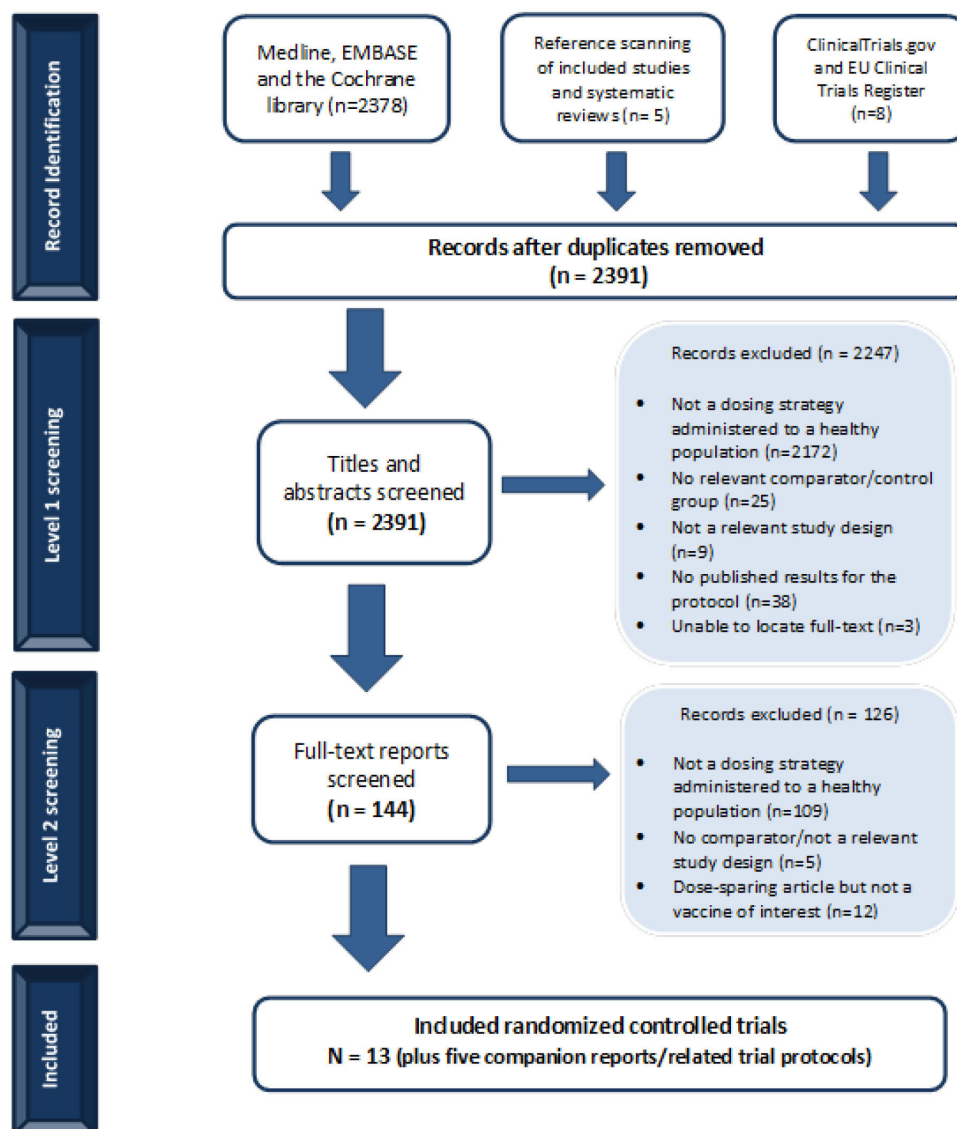 Record Identification
Medline, EMBASE
and the Cochrane
library (n=2378)
Reference scanning
of included studies
and systematic
reviews (n= 5)
ClinicalTrials.gov
and EU Clinical
Trials Register
(n=8)
Records after duplicates removed
(n = 2391)
Level 1 screening
Titles and
abstracts screened
(n = 2391)
Records excluded (n = 2247)
• Not a dosing strategy
administered to a healthy
population (n=2172)
• No relevant comparator/control
group (n=25)
• Not a relevant study design
(n=9)
• No published results for the
protocol (n=38)
• Unable to locate full-text (n=3)
Level 2 screening
Full-text reports
screened
(n = 144)
Records excluded (n = 126)
• Not a dosing strategy
administered to a healthy
population (n=109)
• No comparator/not a relevant
study design (n=5)
• Dose-sparing article but not a
vaccine of interest (n=12)
Included
Included randomized controlled trials
N = 13 (plus five companion reports/related trial protocols)